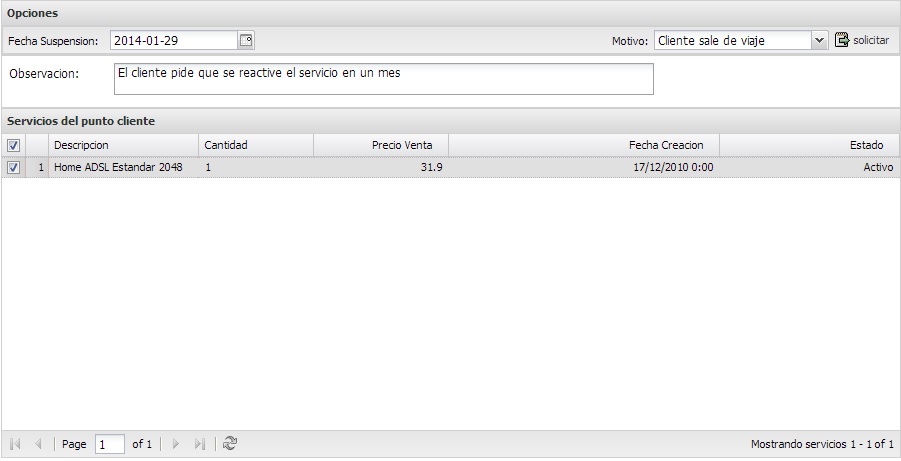 Opciones
Fecha Suspension: 2014-01-29 Motivo: Cliente sale de viaje solicitar
Observacion: El cliente pide que se reactive el servicio en un mes
Servicios del punto cliente
Descripcion Cantidad Precio Venta Fecha Creacion Estado
1 Home ADSL Estandar 2048 1 31.9 17/12/2010 0:00 Activo
Page 1 of 1 Mostrando servicios 1 - 1 of 1